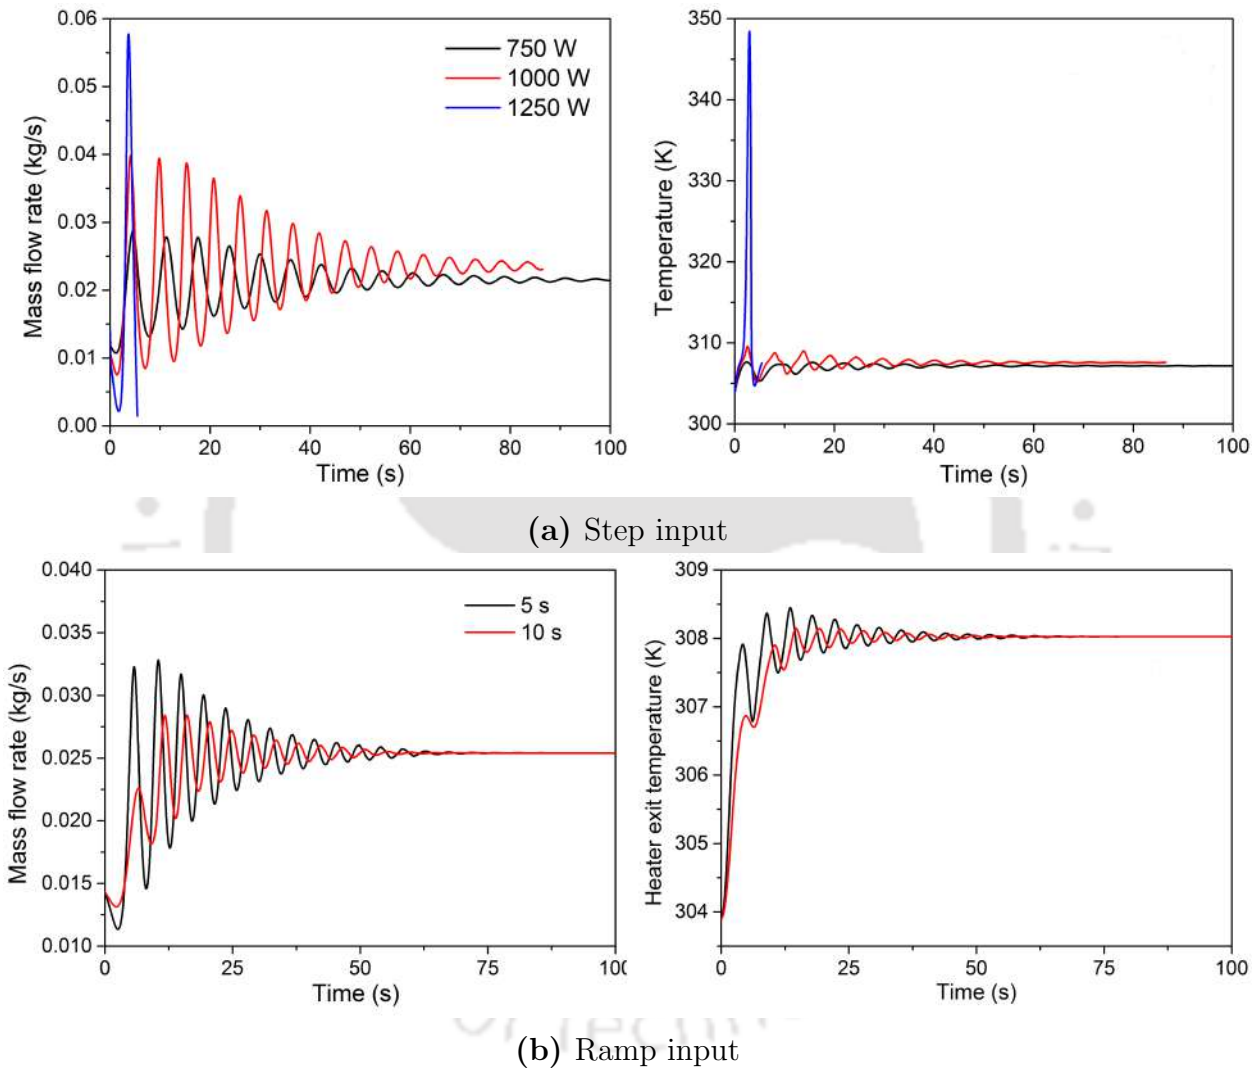 0.06
0.05
0.04
0.03
0.02
0.01
0.00
Mass flow rate (kg/s)
750 W
1000 W
1250 W
0 20 40 60 80 100
Time (s)
350
340
330
320
310
300
Temperature (K)
0 20 40 60 80 100
Time (s)
(a) Step input
0.040
0.035
0.030
0.025
0.020
0.015
0.010
Mass flow rate (kg/s)
5 s
10 s
0 25 50 75 100
Time (s)
309
308
307
306
305
304
Heater exit temperature (K)
0 25 50 75 100
Time (s)
(b) Ramp input